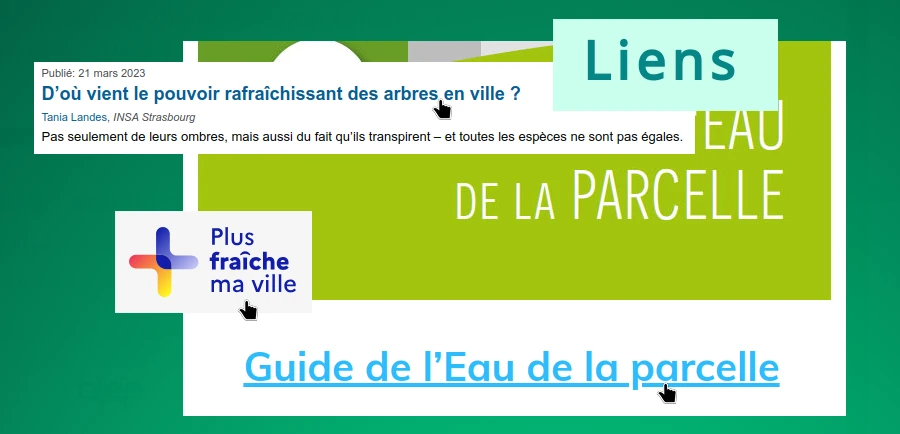 Liens
Publié: 21 mars 2023
D’où vient le pouvoir rafraîchissant des arbres en ville ?
Tania Landes, INSA Strasbourg
Pas seulement de leurs ombres, mais aussi du fait qu’ils transpirent – et toutes les espèces ne sont pas égales.
EAU
DE LA PARCELLE
Plus
fraîche
ma ville
Guide de l’Eau de la parcelle